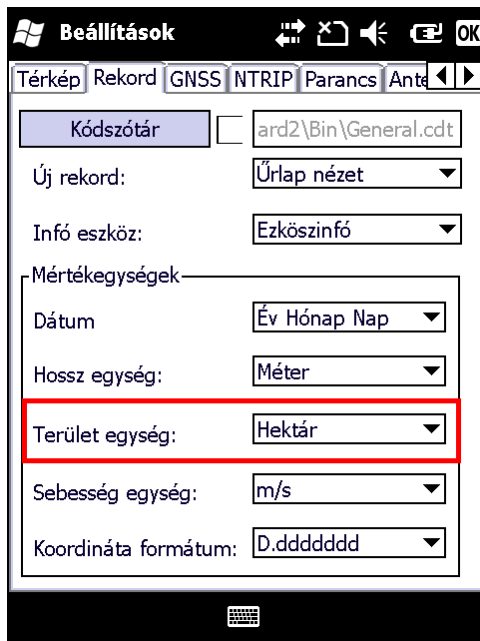 Beállítások OK
Térkép Rekord GNSS NTRIP Parancs Ante
Kódszótár ard2\Bin\General.cdt
Új rekord: Űrlap nézet
Infó eszköz: Ezköszinfó
Mértékegységek
Dátum Év Hónap Nap
Hossz egység: Méter
Terület egység: Hektár
Sebesség egység: m/s
Koordináta formátum: D.ddddddd